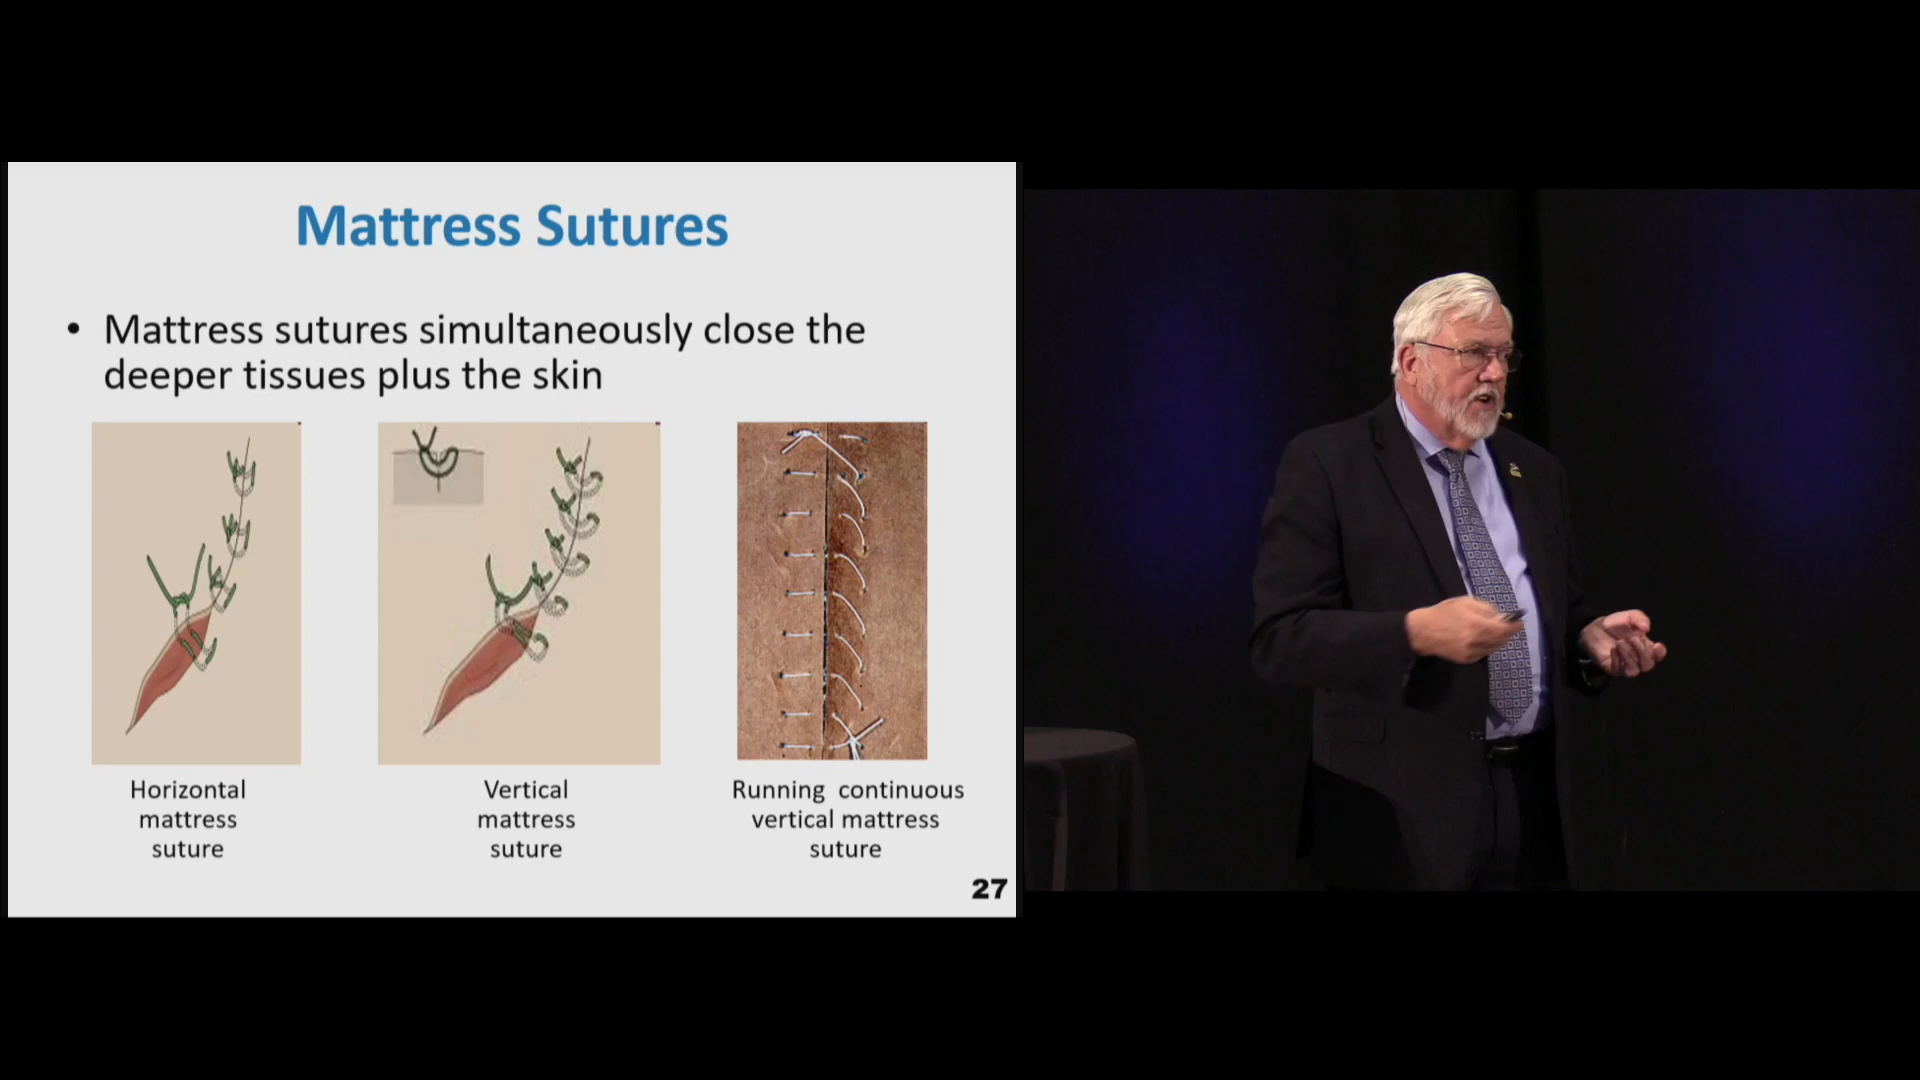 Mattress Sutures
• Mattress sutures simultaneously close the
deeper tissues plus the skin
Horizontal
mattress
suture
Vertical
mattress
suture
Running continuous
vertical mattress
suture
27